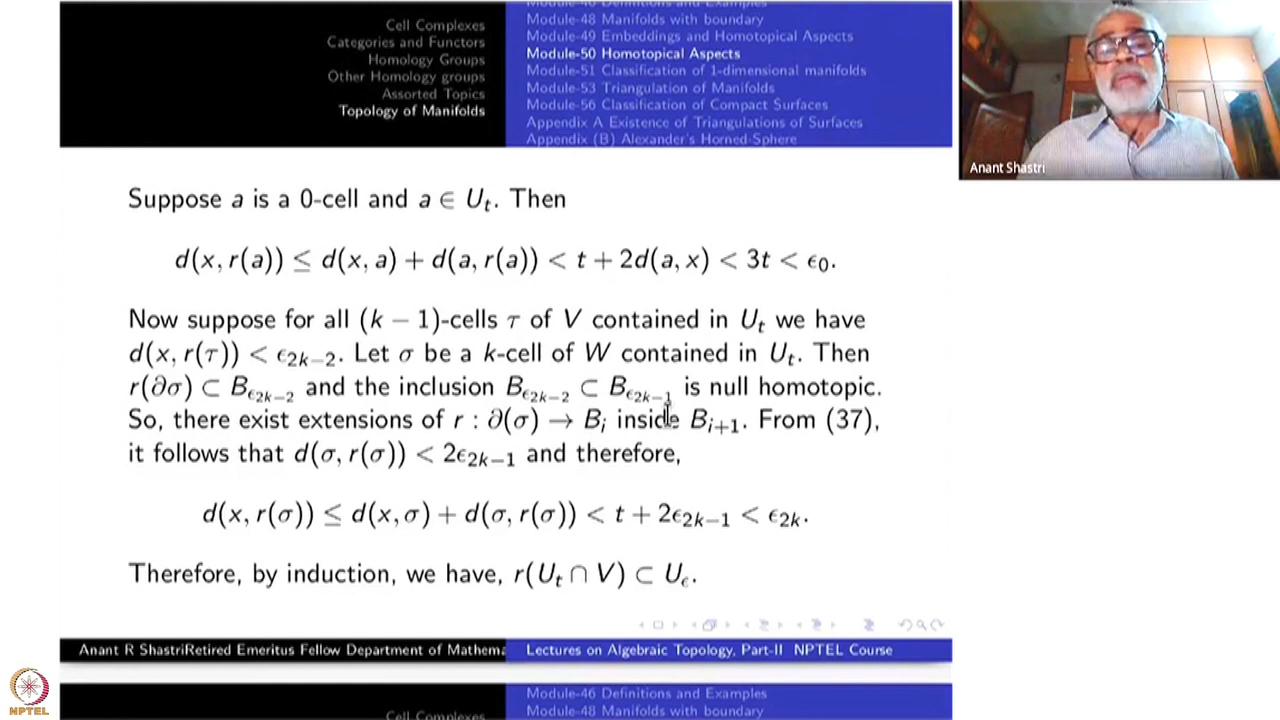 Cell Complexes
Categories and Functors
Homology Groups
Other Homology groups
Assorted Topics
Topology of Manifolds
Module-46 Definitions and Examples
Module-48 Manifolds with boundary
Module-49 Embeddings and Homotopical Aspects
Module-50 Homotopical Aspects
Module-51 Classification of 1-dimensional manifolds
Module-53 Triangulation of Manifolds
Module-56 Classification of Compact Surfaces
Appendix A Existence of Triangulations of Surfaces
Appendix (B) Alexander's Horned-Sphere
Anant Shastri
Suppose a is a 0-cell and a ∈ U_t. Then
d(x, r(a)) ≤ d(x, a) + d(a, r(a)) < t + 2d(a, x) < 3t < ϵ_0.
Now suppose for all (k − 1)-cells τ of V contained in U_t we have
d(x, r(τ)) < ϵ_{2k−2}. Let σ be a k-cell of W contained in U_t. Then
r(∂σ) ⊂ B_{ϵ_{2k−2}} and the inclusion B_{ϵ_{2k−2}} ⊂ B_{ϵ_{2k−1}} is null homotopic.
So, there exist extensions of r : ∂(σ) → B_i inside B_{i+1}. From (37),
it follows that d(σ, r(σ)) < 2ϵ_{2k−1} and therefore,
d(x, r(σ)) ≤ d(x, σ) + d(σ, r(σ)) < t + 2ϵ_{2k−1} < ϵ_{2k}.
Therefore, by induction, we have, r(U_t ∩ V) ⊂ U_ϵ.
Anant R ShastriRetired Emeritus Fellow Department of Mathema
Lectures on Algebraic Topology, Part-II NPTEL Course
NPTEL
Cell Complexes
Module-46 Definitions and Examples
Module-48 Manifolds with boundary